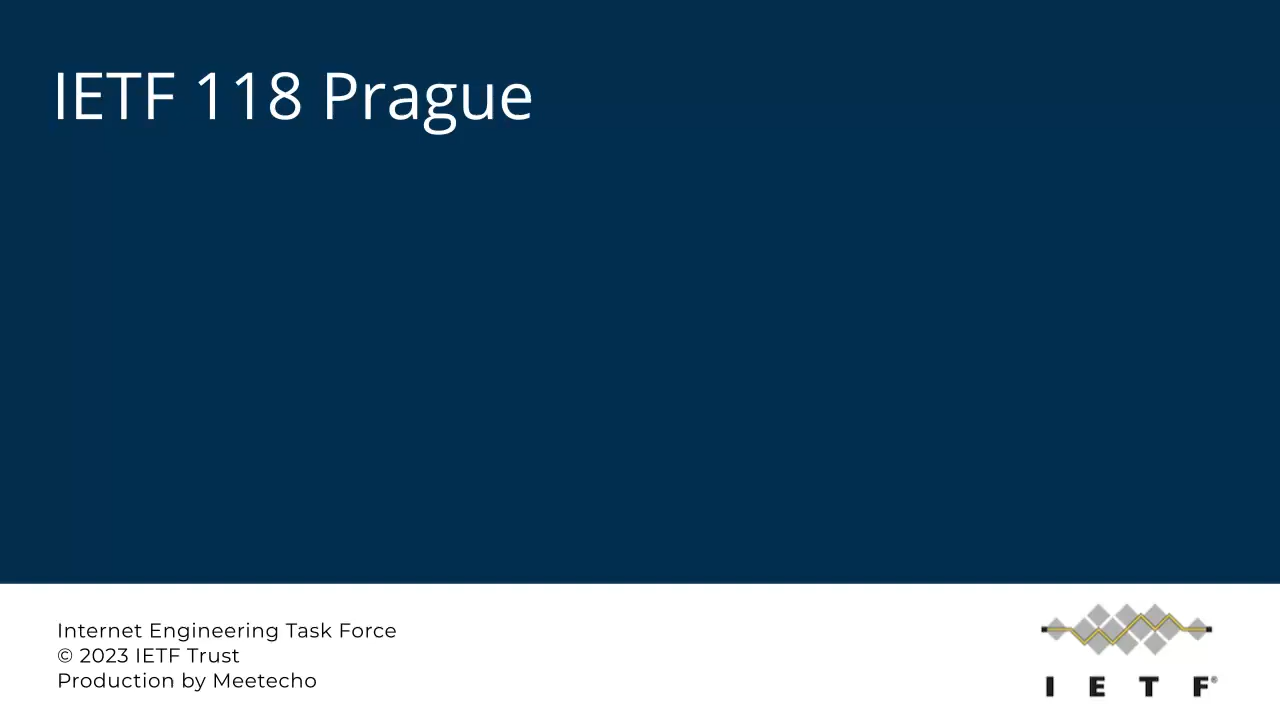 IETF 118 Prague
Internet Engineering Task Force
© 2023 IETF Trust
Production by Meetecho
I E T F®